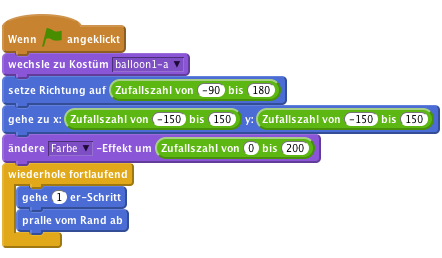 Wenn angeklickt
wechsle zu Kostüm balloon1-a
setze Richtung auf Zufallszahl von -90 bis 180
gehe zu x: Zufallszahl von -150 bis 150 y: Zufallszahl von -150 bis 150
ändere Farbe -Effekt um Zufallszahl von 0 bis 200
wiederhole fortlaufend
gehe 1 er-Schritt
pralle vom Rand ab